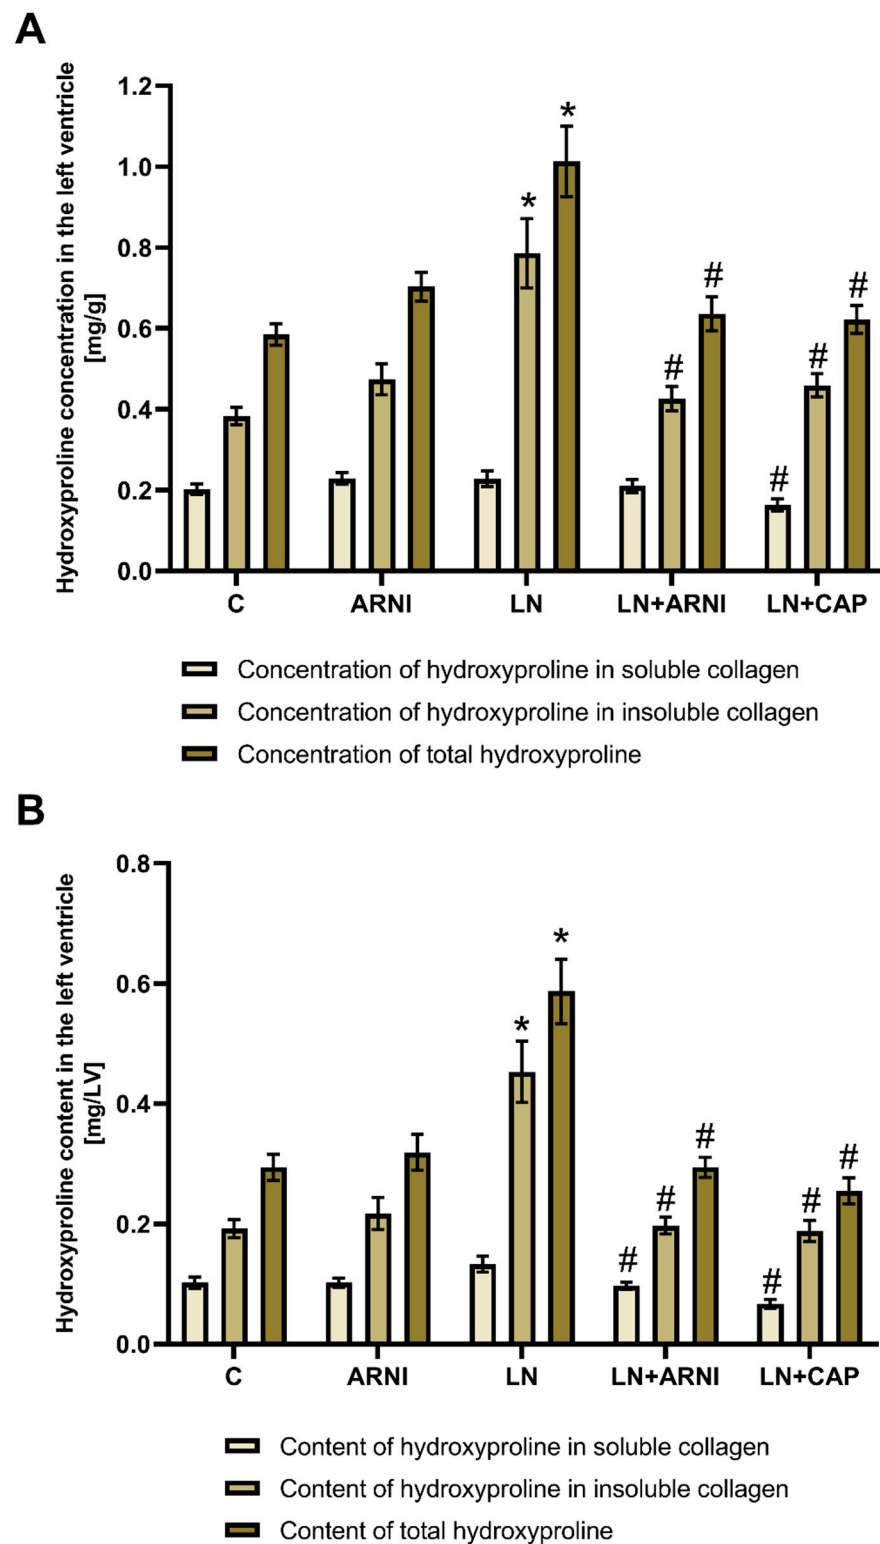 A
Hydroxyproline concentration in the left ventricle
[mg/g]
1.2
1.0
0.8
0.6
0.4
0.2
0.0
*
*
#
#
#
#
#
C
ARNI
LN
LN+ARNI
LN+CAP
Concentration of hydroxyproline in soluble collagen
Concentration of hydroxyproline in insoluble collagen
Concentration of total hydroxyproline
B
Hydroxyproline content in the left ventricle
[mg/LV]
0.8
0.6
0.4
0.2
0.0
*
*
#
#
#
#
#
#
C
ARNI
LN
LN+ARNI
LN+CAP
Content of hydroxyproline in soluble collagen
Content of hydroxyproline in insoluble collagen
Content of total hydroxyproline